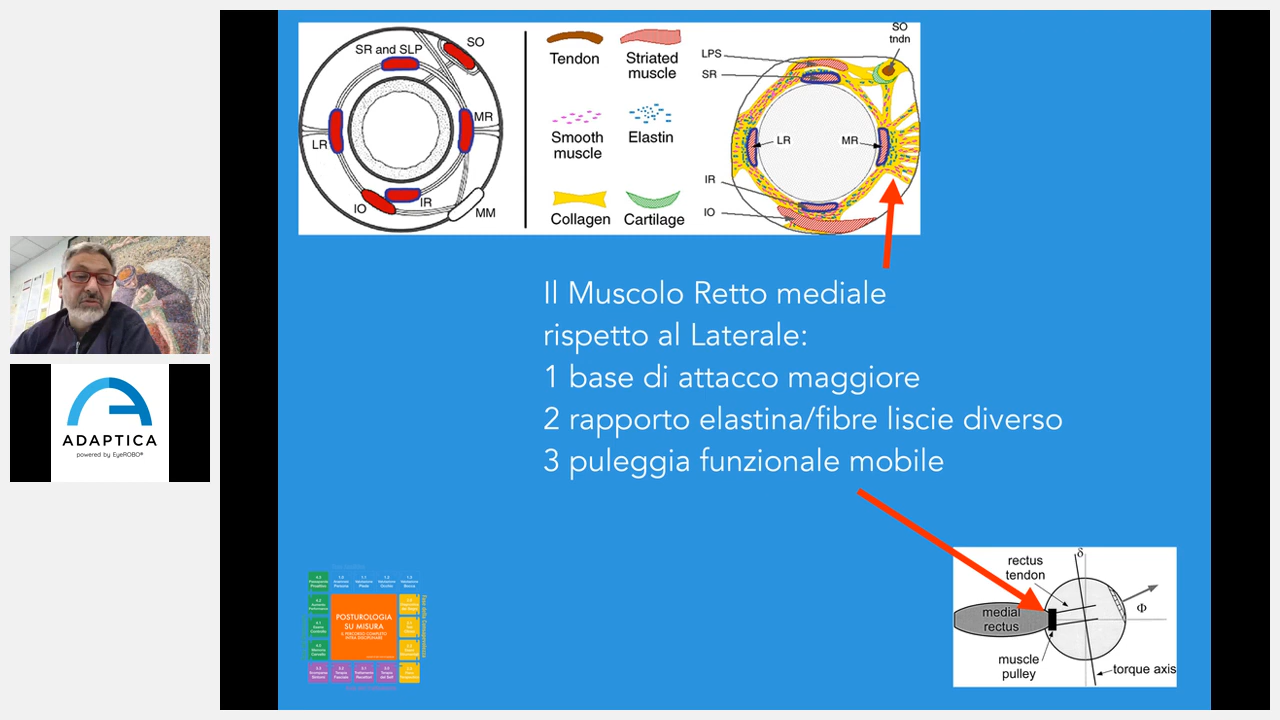 SR and SLP
SO
MR
LR
IO
IR
MM
Tendon
Striated
muscle
Smooth
muscle
Elastin
Collagen
Cartilage
SO
tndn
LPS
SR
LR
MR
IR
IO
Il Muscolo Retto mediale
rispetto al Laterale:
1 base di attacco maggiore
2 rapporto elastina/fibre liscie diverso
3 puleggia funzionale mobile
ADAPTICA
powered by EyeROBO®
POSTUROLOGIA
SU MISURA
rectus
tendon
δ
Φ
medial
rectus
muscle
pulley
torque axis